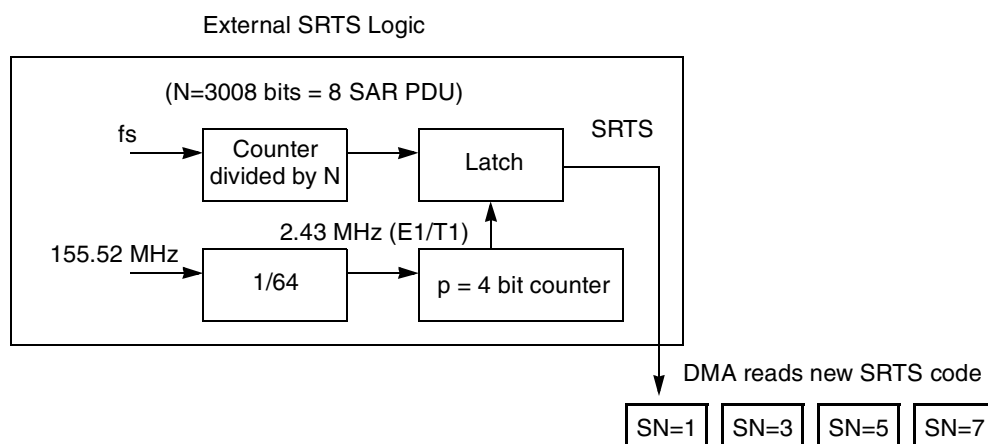 External SRTS Logic
(N=3008 bits = 8 SAR PDU)
fs
Counter
divided by N
Latch
SRTS
2.43 MHz (E1/T1)
155.52 MHz
1/64
p = 4 bit counter
DMA reads new SRTS code
SN=1 SN=3 SN=5 SN=7